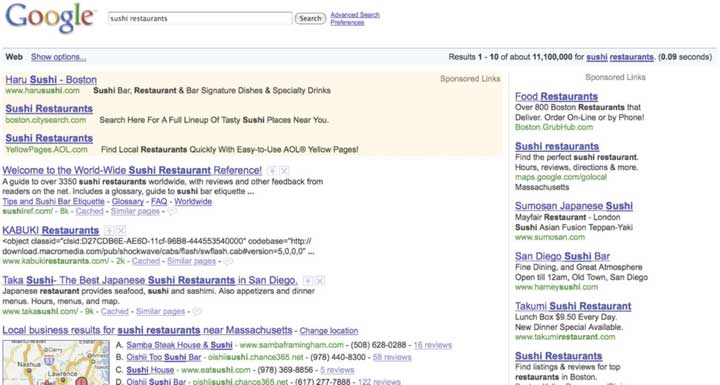 Google™
sushi restaurants
Search
Advanced Search
Preferences
Web Show options...
Results 1 - 10 of about 11,100,000 for sushi restaurants. (0.09 seconds)
Haru Sushi - Boston
Sponsored Links
www.harusushi.com Sushi Bar, Restaurant & Bar Signature Dishes & Specialty Drinks
Sushi Restaurants
boston.citysearch.com Search Here For A Full Lineup Of Tasty Sushi Places Near You.
Sushi Restaurants
YellowPages.AOL.com Find Local Restaurants Quickly With Easy-to-Use AOL® Yellow Pages!
Welcome to the World-Wide Sushi Restaurant Reference!
A guide to over 3350 sushi restaurants worldwide, with reviews and other feedback from
readers on the net. Includes a glossary, guide to sushi bar etiquette ...
Tips and Sushi Bar Etiquette - Glossary - FAQ - Worldwide
sushiref.com/ - 8k - Cached - Similar pages -
KABUKI Restaurants
<object classid="clsid:D27CDB6E-AE6D-11cf-96B8-444553540000" codebase="http://
download.macromedia.com/pub/shockwave/cabs/flash/swflash.cab#version=5,0,0,0" ...
www.kabukirestaurants.com/ - 2k - Cached - Similar pages -
Taka Sushi- The Best Japanese Sushi Restaurants in San Diego.
Japanese restaurant provides seafood, sushi and sashimi. Also appetizers and dinner
menus. Hours, menus, and map.
www.takasushi.com/ - 9k - Cached - Similar pages -
Local business results for sushi restaurants near Massachusetts - Change location
A. Samba Steak House & Sushi - www.sambaframingham.com - (508) 628-0288 - 16 reviews
B. Oishii Too Sushi Bar - oishiisushi.chance365.net - (978) 440-8300 - 58 reviews
C. Sushi House - www.eatsushi.com - (978) 369-8856 - 5 reviews
D. Oishii Sushi Bar - oishiisushi.chance365.net - (617) 277-7888 - 122 reviews
Lowell
Nashua
Leominster
Sponsored Links
Food Restaurants
Over 800 Boston Restaurants that
Deliver. Order On-Line or by Phone!
Boston.GrubHub.com
Sushi restaurants
Find the perfect sushi restaurant.
Hours, reviews, directions & more.
maps.google.com/golocal
Massachusetts
Sumosan Japanese Sushi
Mayfair Restaurant - London
Sushi Asian Fusion Teppan-Yaki
www.sumosan.com
San Diego Sushi Bar
Fine Dining, and Great Atmosphere
Open till 12am, Old Town, San Diego
www.harneysushi.com
Takumi Sushi Restaurant
Lunch Box $9.50 Every Day.
New Dinner Special Available.
www.takumirestaurant.com
Sushi Restaurants
Find listings & reviews for top
restaurants in Boston.